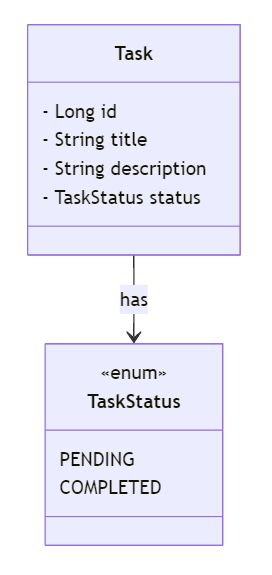 Task
- Long id
- String title
- String description
- TaskStatus status
has
«enum»
TaskStatus
PENDING
COMPLETED